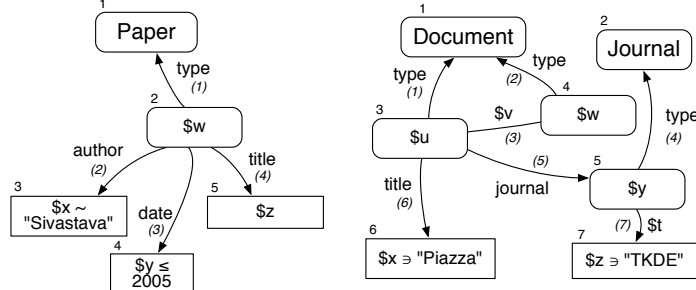 1
Paper
type
(1)
2
$w
author
(2)
title
(4)
date
(3)
3
$x ~
"Sivastava"
5
$z
4
$y ≤
2005
1
Document
2
Journal
type
(1)
type
(2)
type
(4)
3
$u
$v
(3)
4
$w
(5)
journal
5
$y
title
(6)
(7) $t
6
$x ∋ "Piazza"
7
$z ∋ "TKDE"